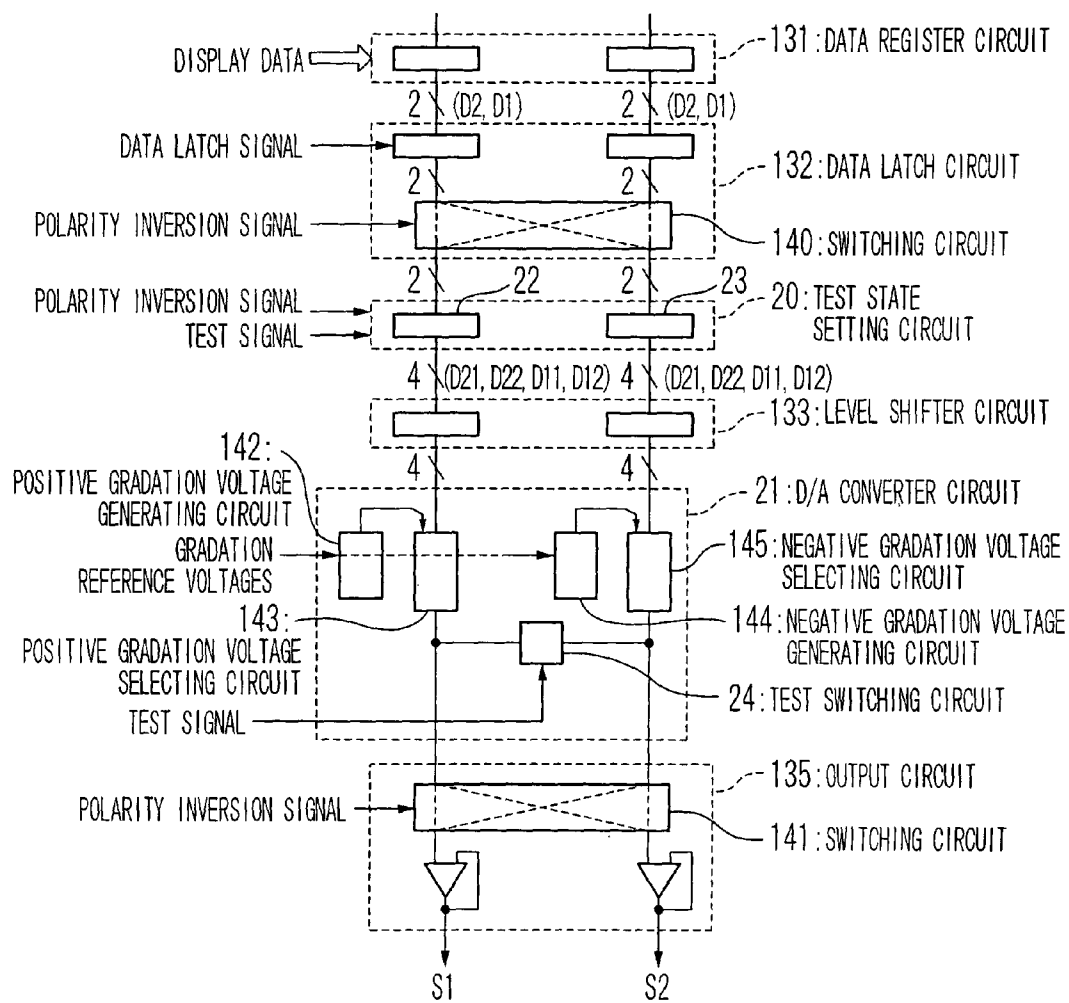 131: DATA REGISTER CIRCUIT
DISPLAY DATA
2 (D2, D1)
2 (D2, D1)
DATA LATCH SIGNAL
132: DATA LATCH CIRCUIT
2
2
POLARITY INVERSION SIGNAL
140: SWITCHING CIRCUIT
2
22
2
23
POLARITY INVERSION SIGNAL
TEST SIGNAL
20: TEST STATE
SETTING CIRCUIT
4 (D21, D22, D11, D12)
4 (D21, D22, D11, D12)
133: LEVEL SHIFTER CIRCUIT
4
4
142:
POSITIVE GRADATION VOLTAGE
GENERATING CIRCUIT
21: D/A CONVERTER CIRCUIT
GRADATION
REFERENCE VOLTAGES
145: NEGATIVE GRADATION VOLTAGE
SELECTING CIRCUIT
143:
POSITIVE GRADATION VOLTAGE
SELECTING CIRCUIT
144: NEGATIVE GRADATION VOLTAGE
GENERATING CIRCUIT
24: TEST SWITCHING CIRCUIT
TEST SIGNAL
135: OUTPUT CIRCUIT
POLARITY INVERSION SIGNAL
141: SWITCHING CIRCUIT
S1
S2